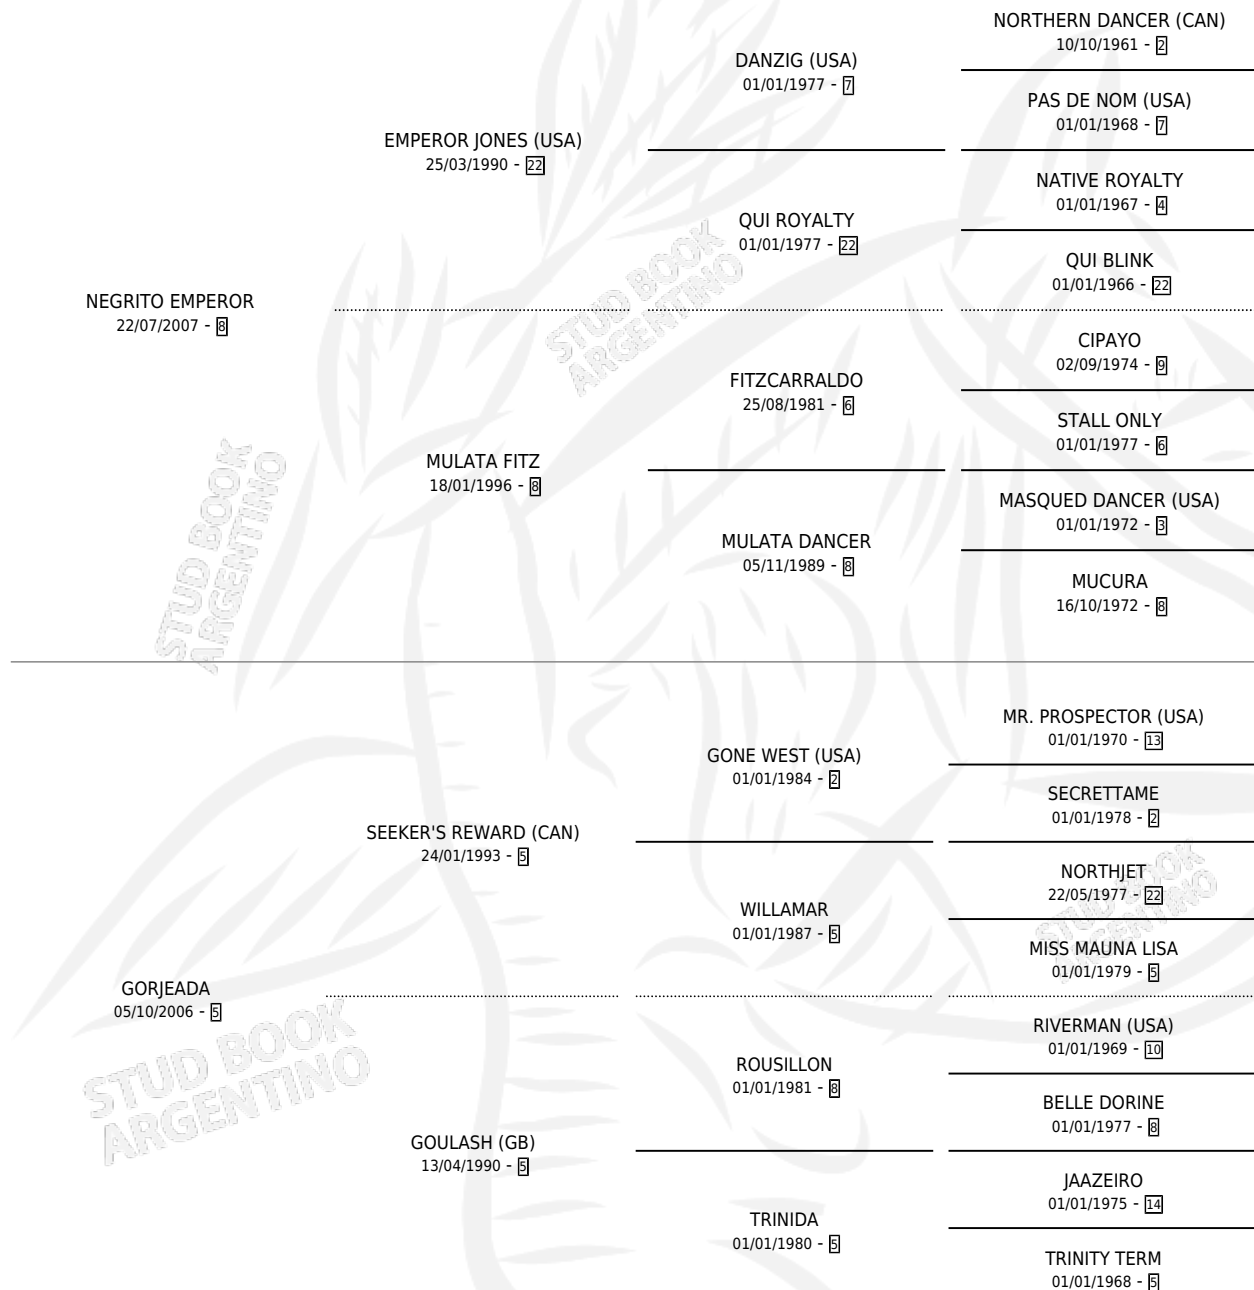 NORTHERN DANCER (CAN)
10/10/1961 - 2
DANZIG (USA)
01/01/1977 - 7
PAS DE NOM (USA)
01/01/1968 - 7
EMPEROR JONES (USA)
25/03/1990 - 22
NATIVE ROYALTY
01/01/1967 - 4
QUI ROYALTY
01/01/1977 - 22
QUI BLINK
01/01/1966 - 22
NEGRITO EMPEROR
22/07/2007 - 8
CIPAYO
02/09/1974 - 9
FITZCARRALDO
25/08/1981 - 6
STALL ONLY
01/01/1977 - 6
MULATA FITZ
18/01/1996 - 8
MASQUED DANCER (USA)
01/01/1972 - 3
MULATA DANCER
05/11/1989 - 8
MUCURA
16/10/1972 - 8
MR. PROSPECTOR (USA)
01/01/1970 - 13
GONE WEST (USA)
01/01/1984 - 2
SECRETTAME
01/01/1978 - 2
SEEKER'S REWARD (CAN)
24/01/1993 - 5
NORTHJET
22/05/1977 - 22
WILLAMAR
01/01/1987 - 5
MISS MAUNA LISA
01/01/1979 - 5
GORJEADA
05/10/2006 - 5
RIVERMAN (USA)
01/01/1969 - 10
ROUSILLON
01/01/1981 - 8
BELLE DORINE
01/01/1977 - 8
GOULASH (GB)
13/04/1990 - 5
JAAZEIRO
01/01/1975 - 14
TRINIDA
01/01/1980 - 5
TRINITY TERM
01/01/1968 - 5
STUD BOOK
ARGENTINO
STUD BOOK
ARGENTINO
STUD BOOK
ARGENTINO
STUD BOOK
ARGENTINO